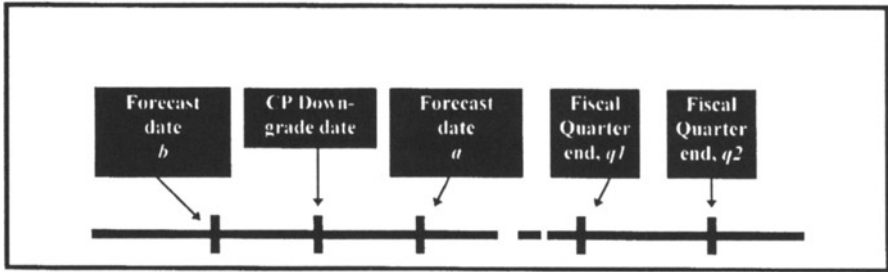 Forecast
date
b
CP Down-
grade date
Forecast
date
a
Fiscal
Quarter
end, q1
Fiscal
Quarter
end, q2